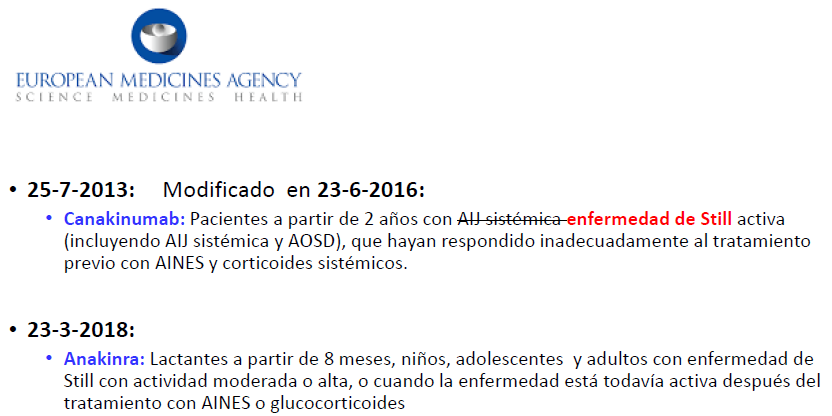 EUROPEAN MEDICINES AGENCY
SCIENCE MEDICINES HEALTH
• 25-7-2013: Modificado en 23-6-2016:
• Canakinumab: Pacientes a partir de 2 años con AIJ sistémica enfermedad de Still activa
(incluyendo AIJ sistémica y AOSD), que hayan respondido inadecuadamente al tratamiento
previo con AINES y corticoides sistémicos.
• 23-3-2018:
• Anakinra: Lactantes a partir de 8 meses, niños, adolescentes y adultos con enfermedad de
Still con actividad moderada o alta, o cuando la enfermedad está todavía activa después del
tratamiento con AINES o glucocorticoides